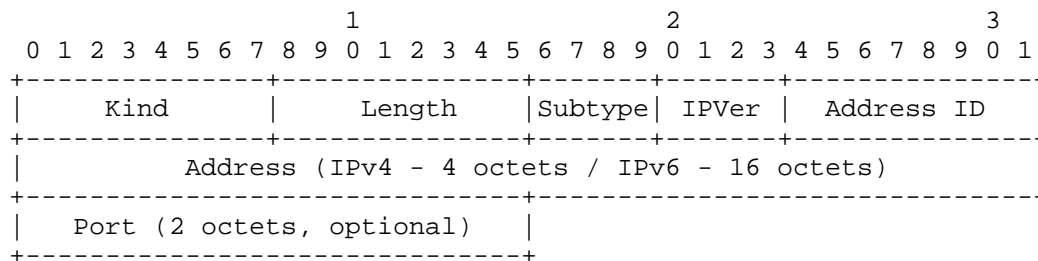 1                   2                   3
 0 1 2 3 4 5 6 7 8 9 0 1 2 3 4 5 6 7 8 9 0 1 2 3 4 5 6 7 8 9 0 1
+---------------+---------------+-------+-------+----------------
|     Kind      |     Length    |Subtype| IPVer |  Address ID
+---------------+---------------+-------+-------+----------------
|          Address (IPv4 - 4 octets / IPv6 - 16 octets)
+-------------------------------+--------------------------------
|   Port (2 octets, optional)   |
+-------------------------------+